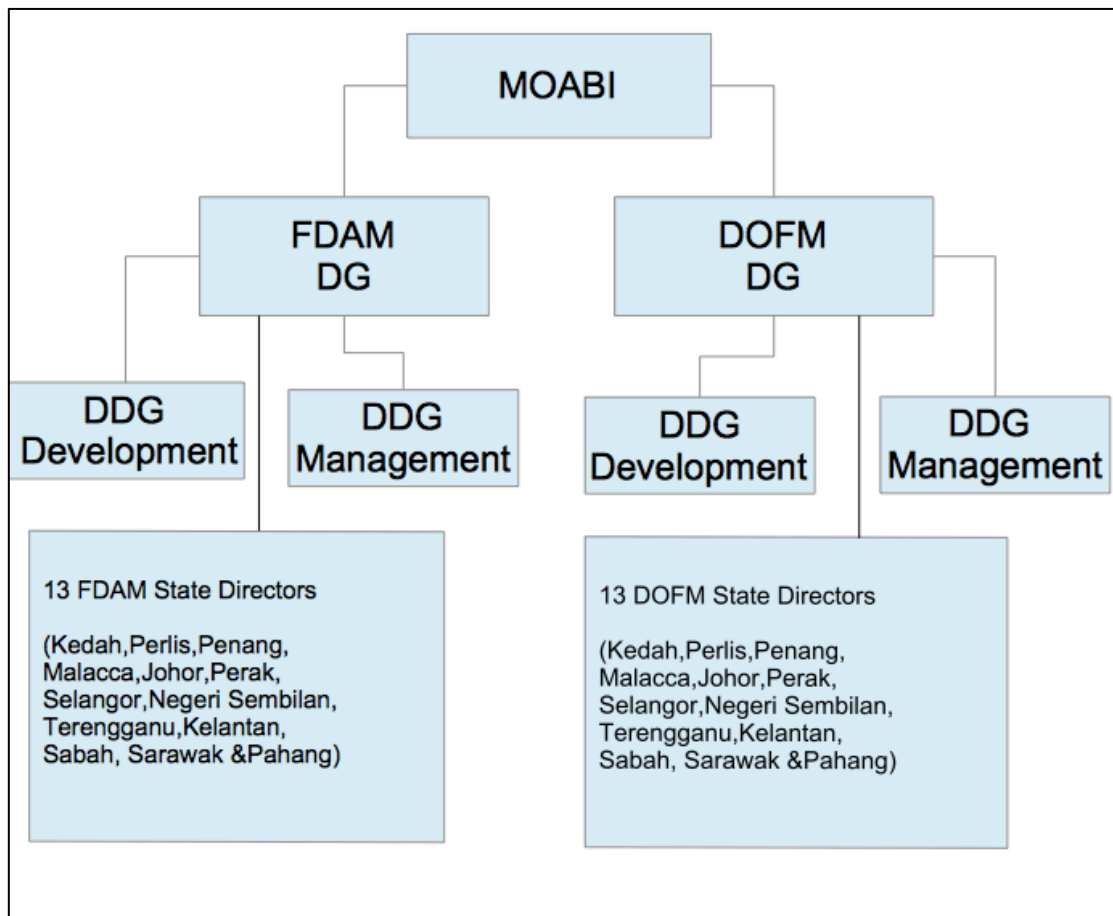 MOABI
FDAM
DG
DOFM
DG
DDG
Development
DDG
Management
DDG
Development
DDG
Management
13 FDAM State Directors
(Kedah,Perlis,Penang,
Malacca,Johor,Perak,
Selangor,Negeri Sembilan,
Terengganu,Kelantan,
Sabah, Sarawak &Pahang)
13 DOFM State Directors
(Kedah,Perlis,Penang,
Malacca,Johor,Perak,
Selangor,Negeri Sembilan,
Terengganu,Kelantan,
Sabah, Sarawak &Pahang)